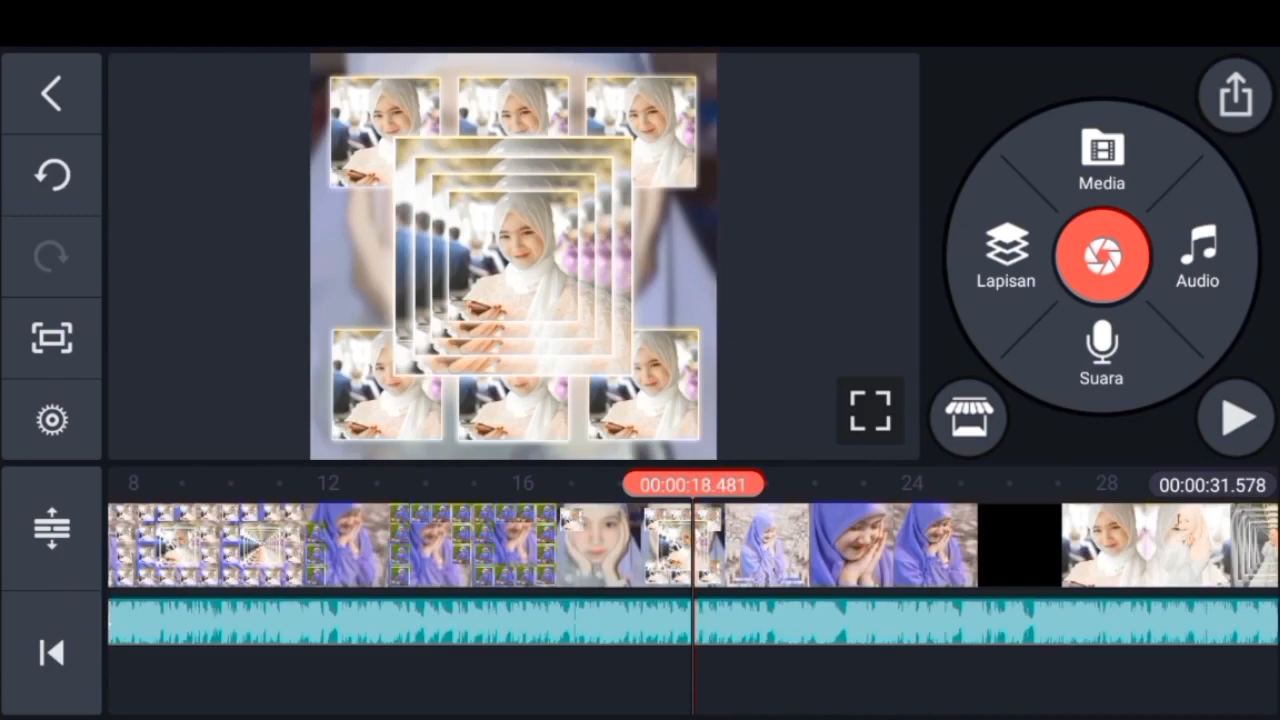 Media
Lapisan
Audio
Suara
8
12
16
00:00:18.481
24
28
00:00:31.578